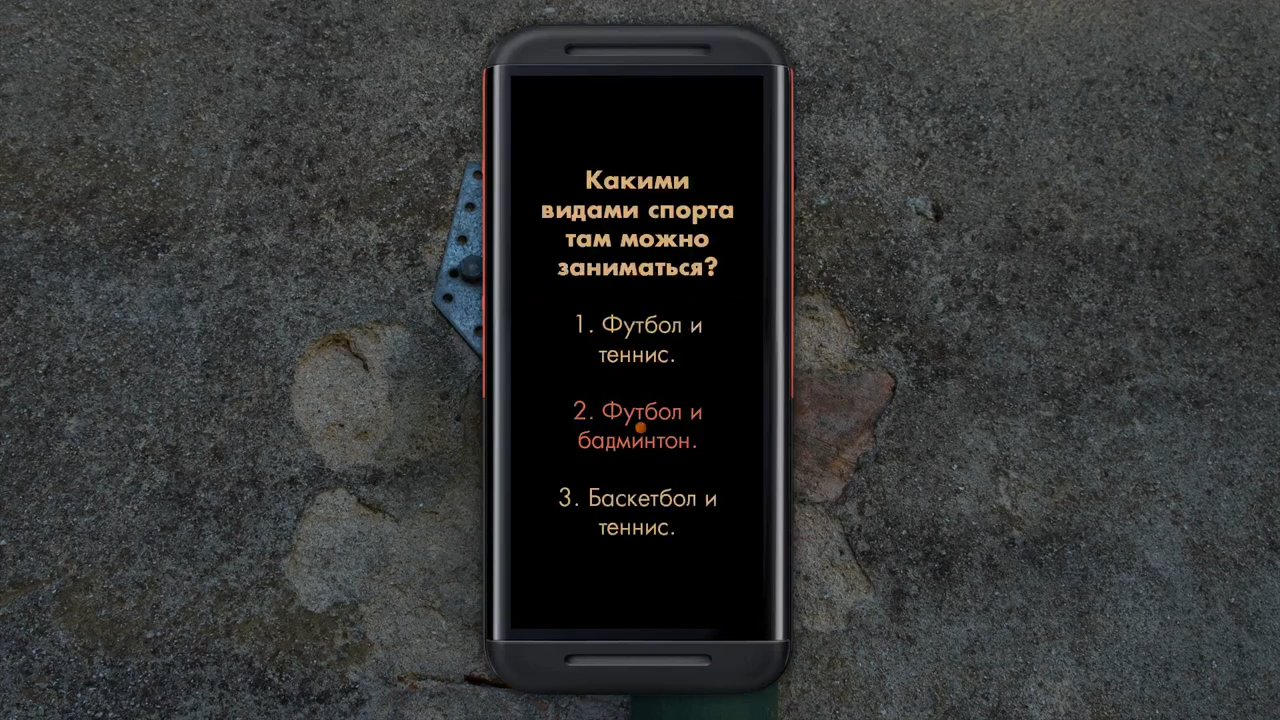 Какими
видами спорта
там можно
заниматься?
1. Футбол и
теннис.
2. Футбол и
бадминтон.
3. Баскетбол и
теннис.